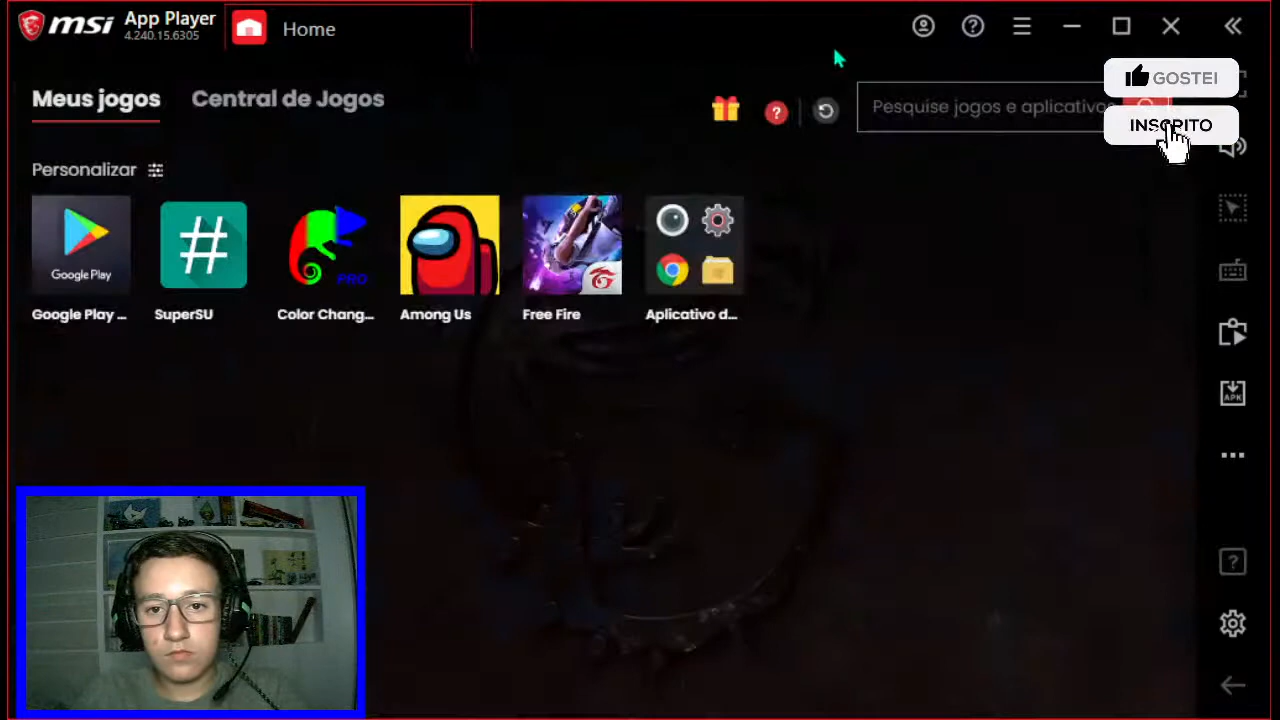 msi
App Player
4.240.15.6305
Home
Meus jogos
Central de Jogos
Pesquise jogos e aplicativos
GOSTEI
INSCRITO
Personalizar
Google Play
PRO
Google Play ...
SuperSU
Color Chang...
Among Us
Free Fire
Aplicativo d...
APK